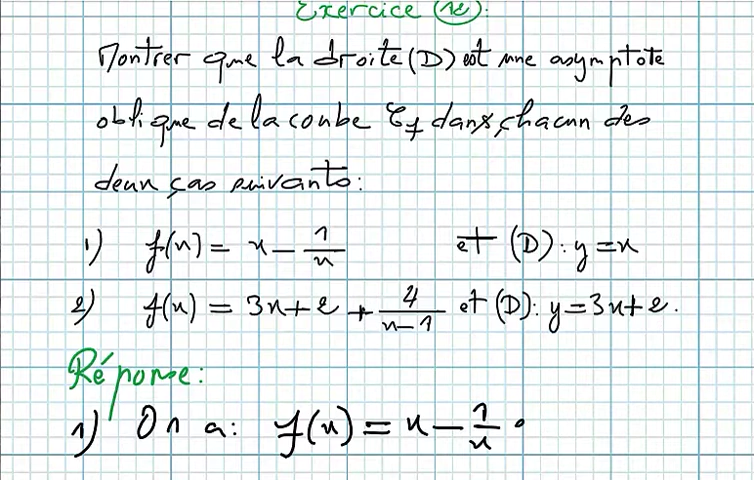 Exercice 12:
Montrer que la droite (D) est une asymptote
oblique de la courbe Cf dans chacun des
deux cas suivants:
1) f(x) = x - 1/x et (D): y = x
2) f(x) = 3x + 2 + 4/(x-1) et (D): y = 3x + 2.
Réponse:
1) On a: f(x) = x - 1/x